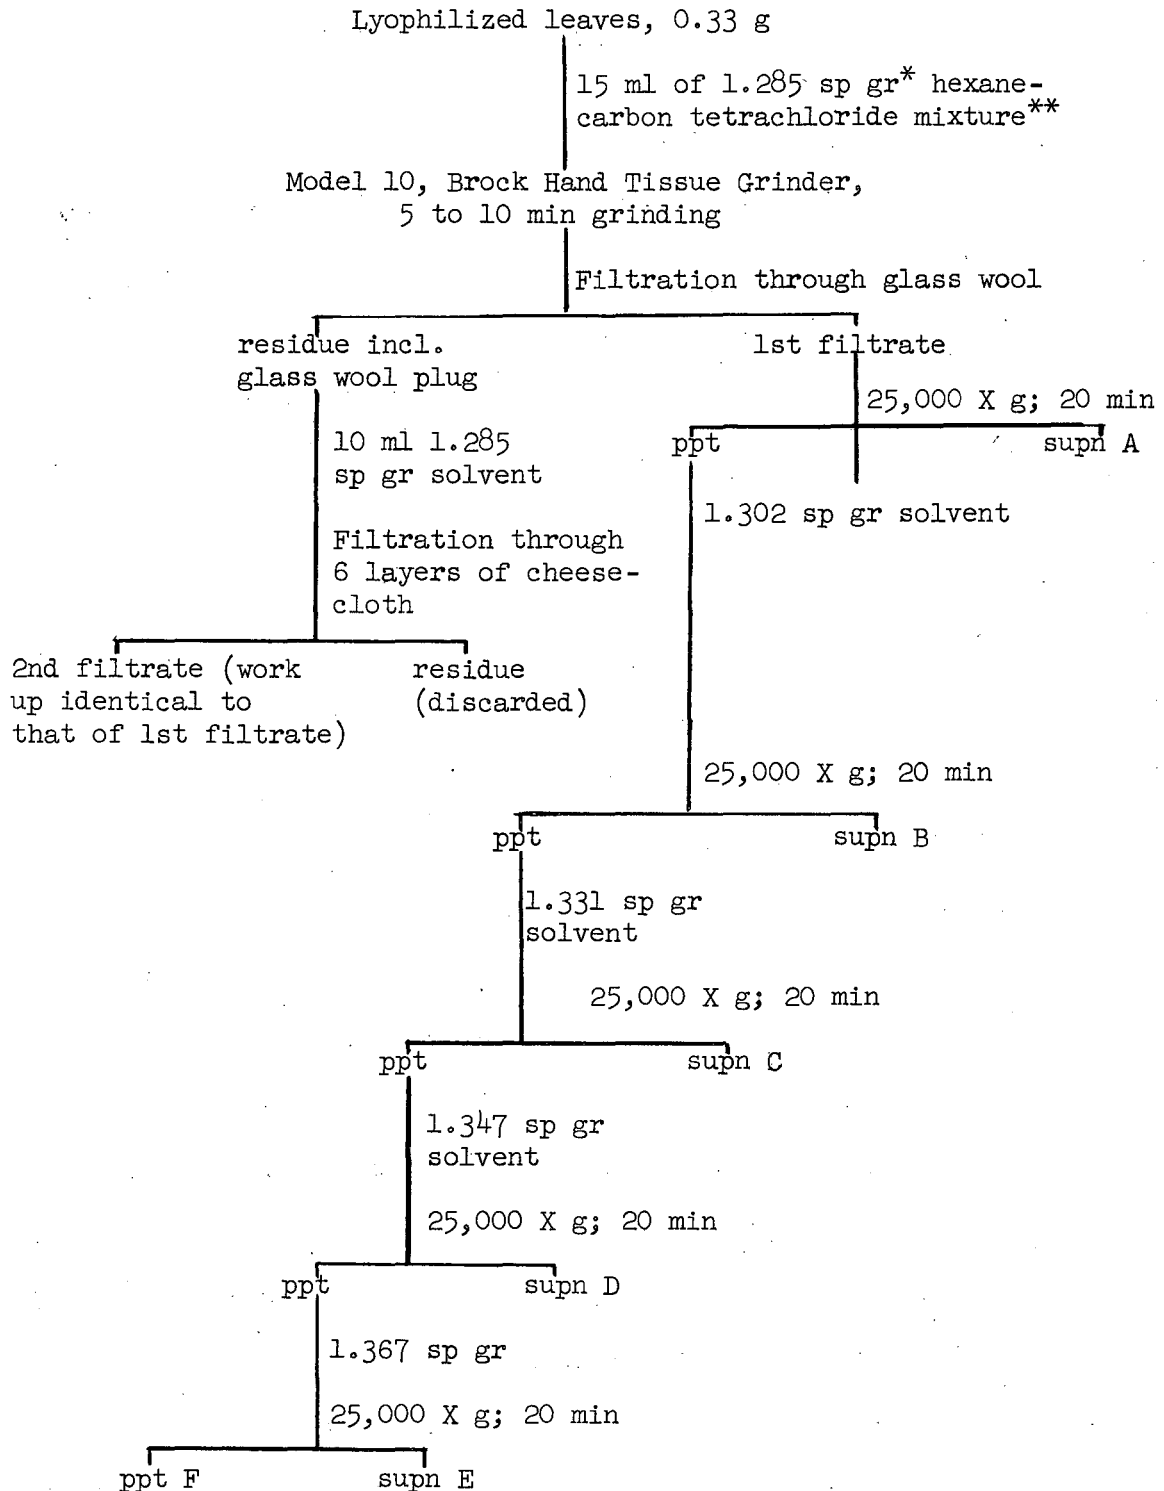 Lyophilized leaves, 0.33 g
15 ml of 1.285 sp gr* hexane-
carbon tetrachloride mixture**
Model 10, Brock Hand Tissue Grinder,
5 to 10 min grinding
Filtration through glass wool
residue incl.
glass wool plug
1st filtrate
25,000 X g; 20 min
ppt
supn A
10 ml 1.285
sp gr solvent
1.302 sp gr solvent
Filtration through
6 layers of cheese-
cloth
2nd filtrate (work
up identical to
that of 1st filtrate)
residue
(discarded)
25,000 X g; 20 min
ppt
supn B
1.331 sp gr
solvent
25,000 X g; 20 min
ppt
supn C
1.347 sp gr
solvent
25,000 X g; 20 min
ppt
supn D
1.367 sp gr
25,000 X g; 20 min
ppt F
supn E